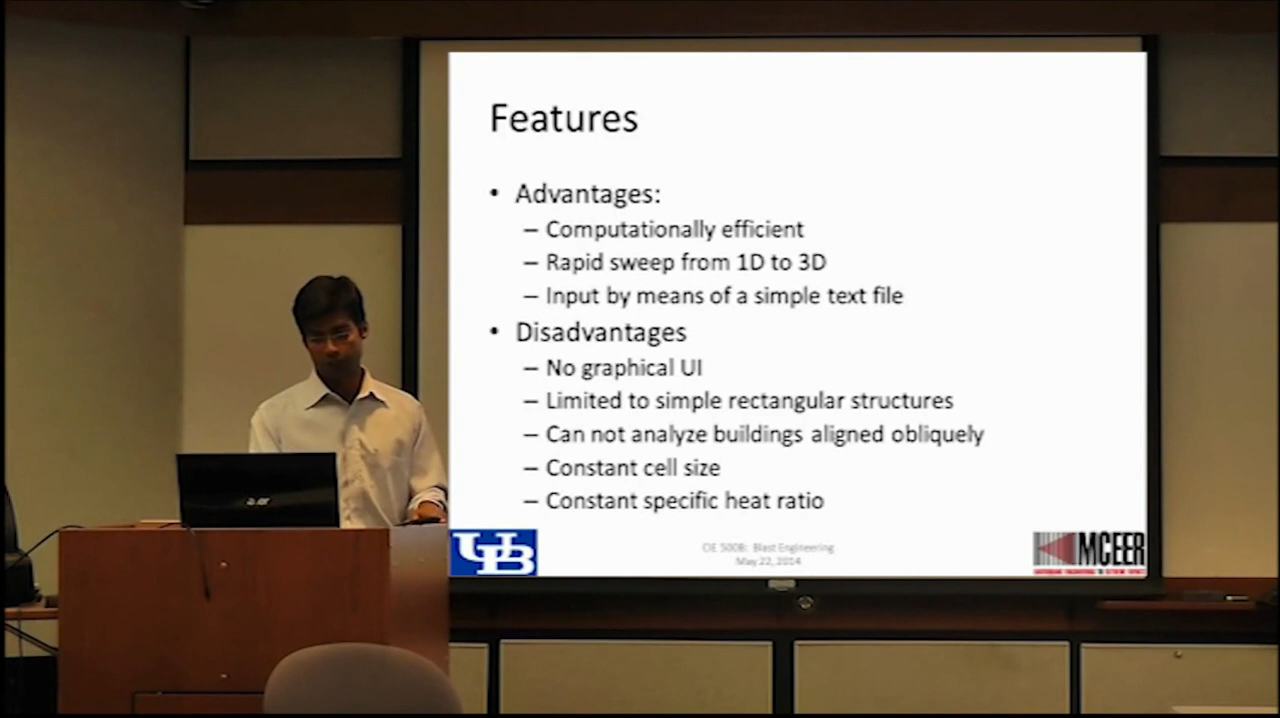 Features
• Advantages:
– Computationally efficient
– Rapid sweep from 1D to 3D
– Input by means of a simple text file
• Disadvantages
– No graphical UI
– Limited to simple rectangular structures
– Can not analyze buildings aligned obliquely
– Constant cell size
– Constant specific heat ratio
UB
CIE 500B: Blast Engineering
May 22, 2014
MCEER